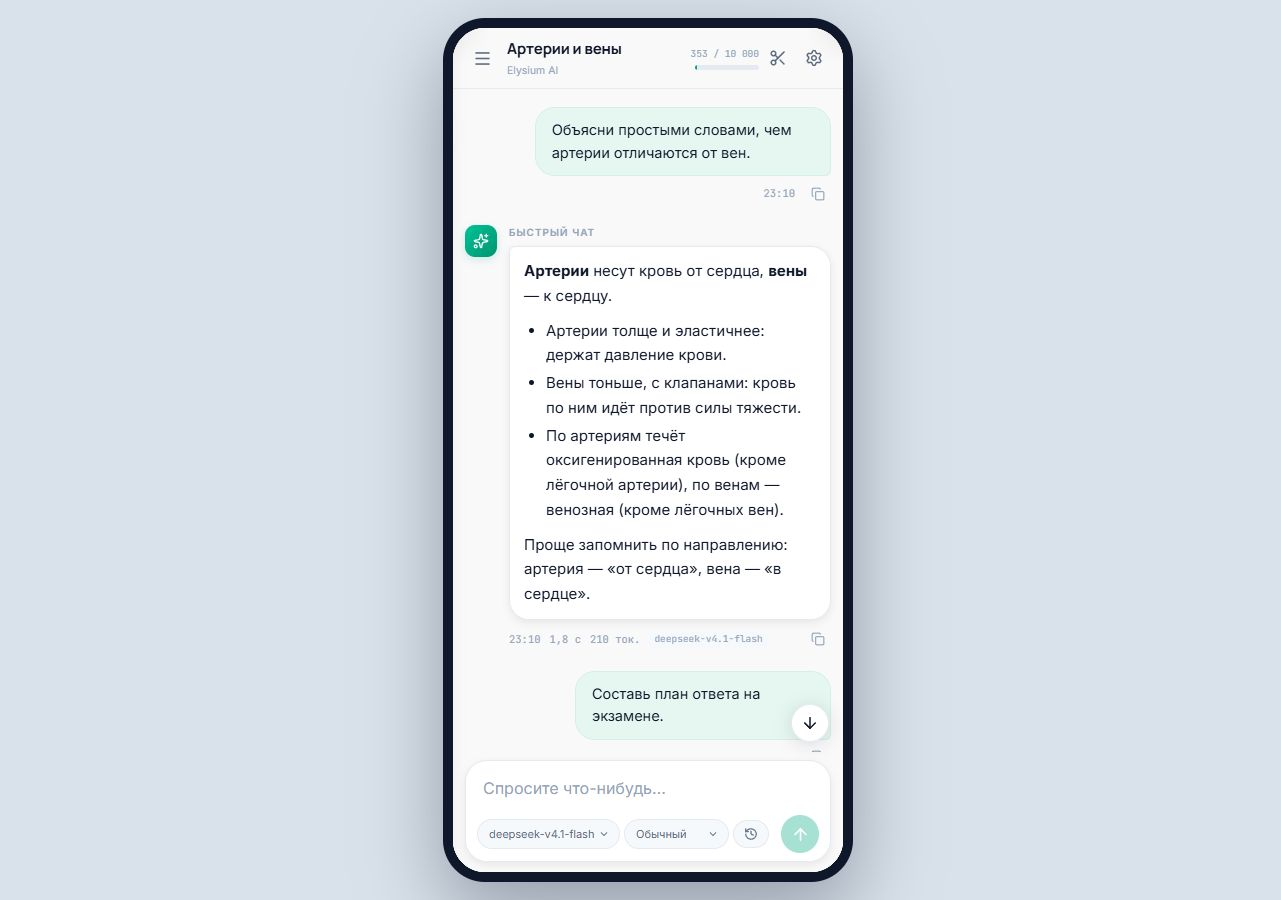 Артерии и вены
Elysium AI
353 / 10 000
Объясни простыми словами, чем
артерии отличаются от вен.
23:10
БЫСТРЫЙ ЧАТ
Артерии несут кровь от сердца, вены
— к сердцу.
• Артерии толще и эластичнее:
держат давление крови.
• Вены тоньше, с клапанами: кровь
по ним идёт против силы тяжести.
• По артериям течёт
оксигенированная кровь (кроме
лёгочной артерии), по венам —
венозная (кроме лёгочных вен).
Проще запомнить по направлению:
артерия — «от сердца», вена — «в
сердце».
23:10 1,8 с 210 ток. deepseek-v4.1-flash
Составь план ответа на
экзамене.
Спросите что-нибудь...
deepseek-v4.1-flash
Обычный